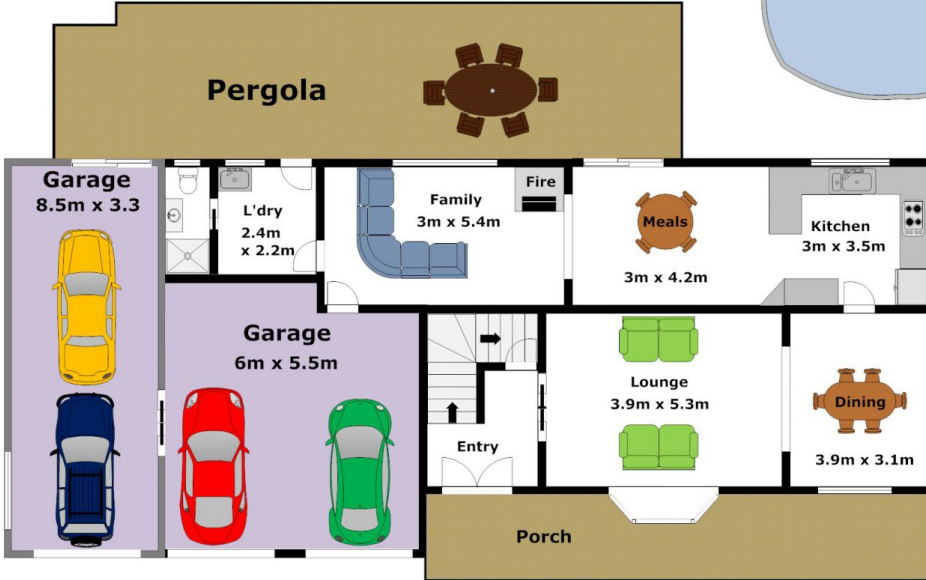 Pergola
Garage
8.5m x 3.3
L'dry
2.4m
x 2.2m
Family
3m x 5.4m
Fire
Meals
3m x 4.2m
Kitchen
3m x 3.5m
Garage
6m x 5.5m
Entry
Lounge
3.9m x 5.3m
Dining
3.9m x 3.1m
Porch